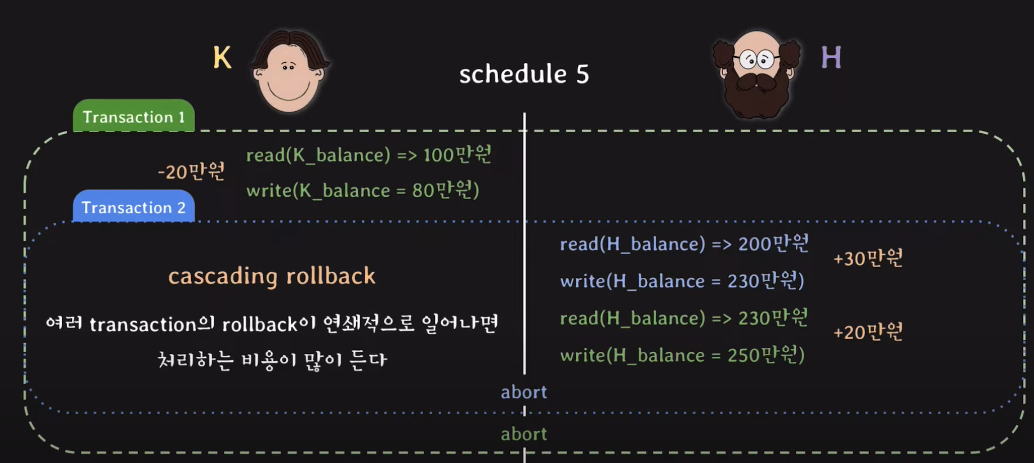 K
schedule 5
H
Transaction 1
-20만원
read(K_balance) => 100만원
write(K_balance = 80만원)
Transaction 2
read(H_balance) => 200만원
write(H_balance = 230만원)
+30만원
read(H_balance) => 230만원
write(H_balance = 250만원)
+20만원
cascading rollback
여러 transaction의 rollback이 연쇄적으로 일어나면
처리하는 비용이 많이 든다
abort
abort